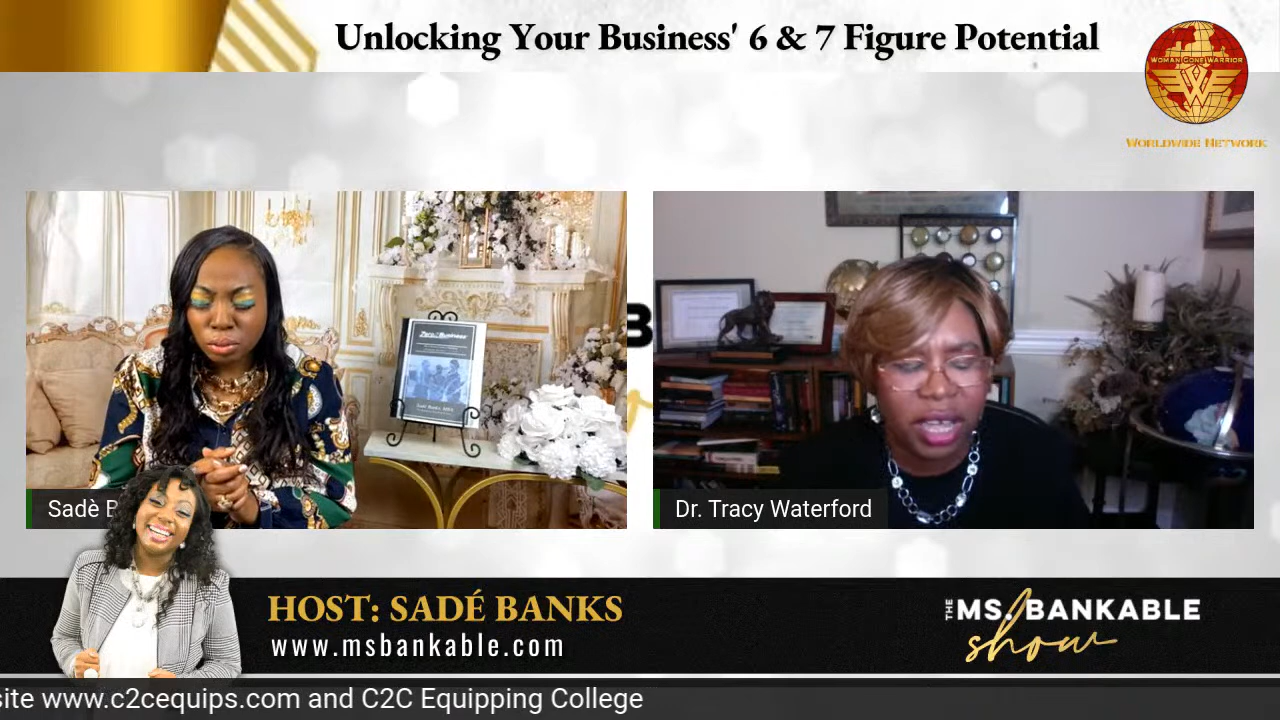 Unlocking Your Business' 6 & 7 Figure Potential
WOMAN GONE WARRIOR
WORLDWIDE NETWORK
Sadè B
Dr. Tracy Waterford
HOST: SADÉ BANKS
www.msbankable.com
THE MS. BANKABLE
show
site www.c2cequips.com and C2C Equipping College